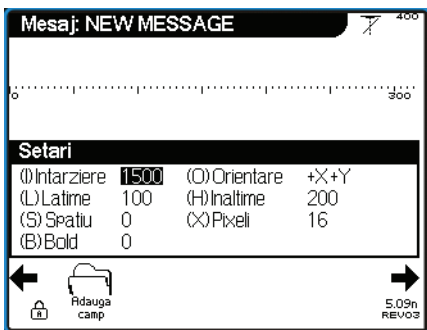 Mesaj: NEW MESSAGE
400
0 300
Setari
(I) Intarziere 1500 (O) Orientare +X+Y
(L) Latime 100 (H) Inaltime 200
(S) Spatiu 0 (X) Pixeli 16
(B) Bold 0
Adauga
camp
A
5.09n
REV03